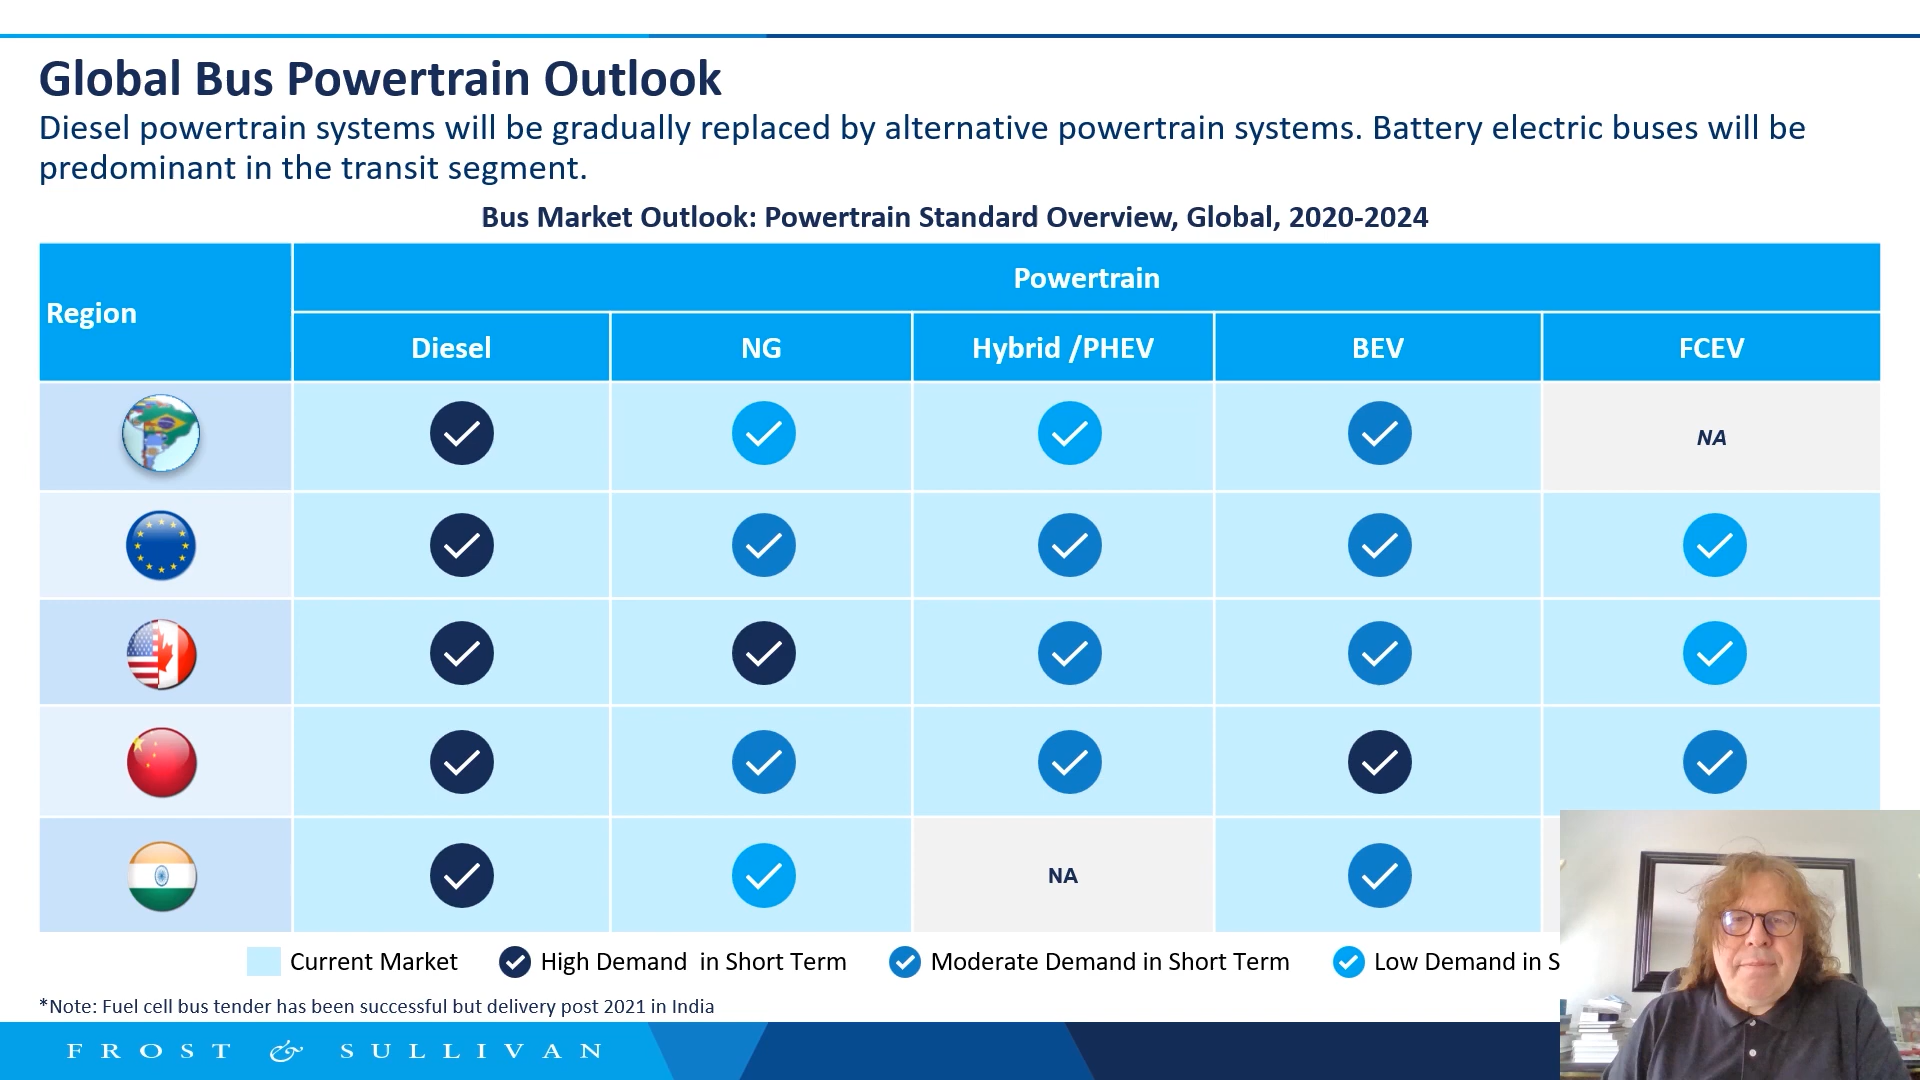 Global Bus Powertrain Outlook
Diesel powertrain systems will be gradually replaced by alternative powertrain systems. Battery electric buses will be
predominant in the transit segment.
Bus Market Outlook: Powertrain Standard Overview, Global, 2020-2024
Region
Powertrain
Diesel NG Hybrid /PHEV BEV FCEV
NA
NA
Current Market High Demand in Short Term Moderate Demand in Short Term Low Demand in S
*Note: Fuel cell bus tender has been successful but delivery post 2021 in India
FROST & SULLIVAN